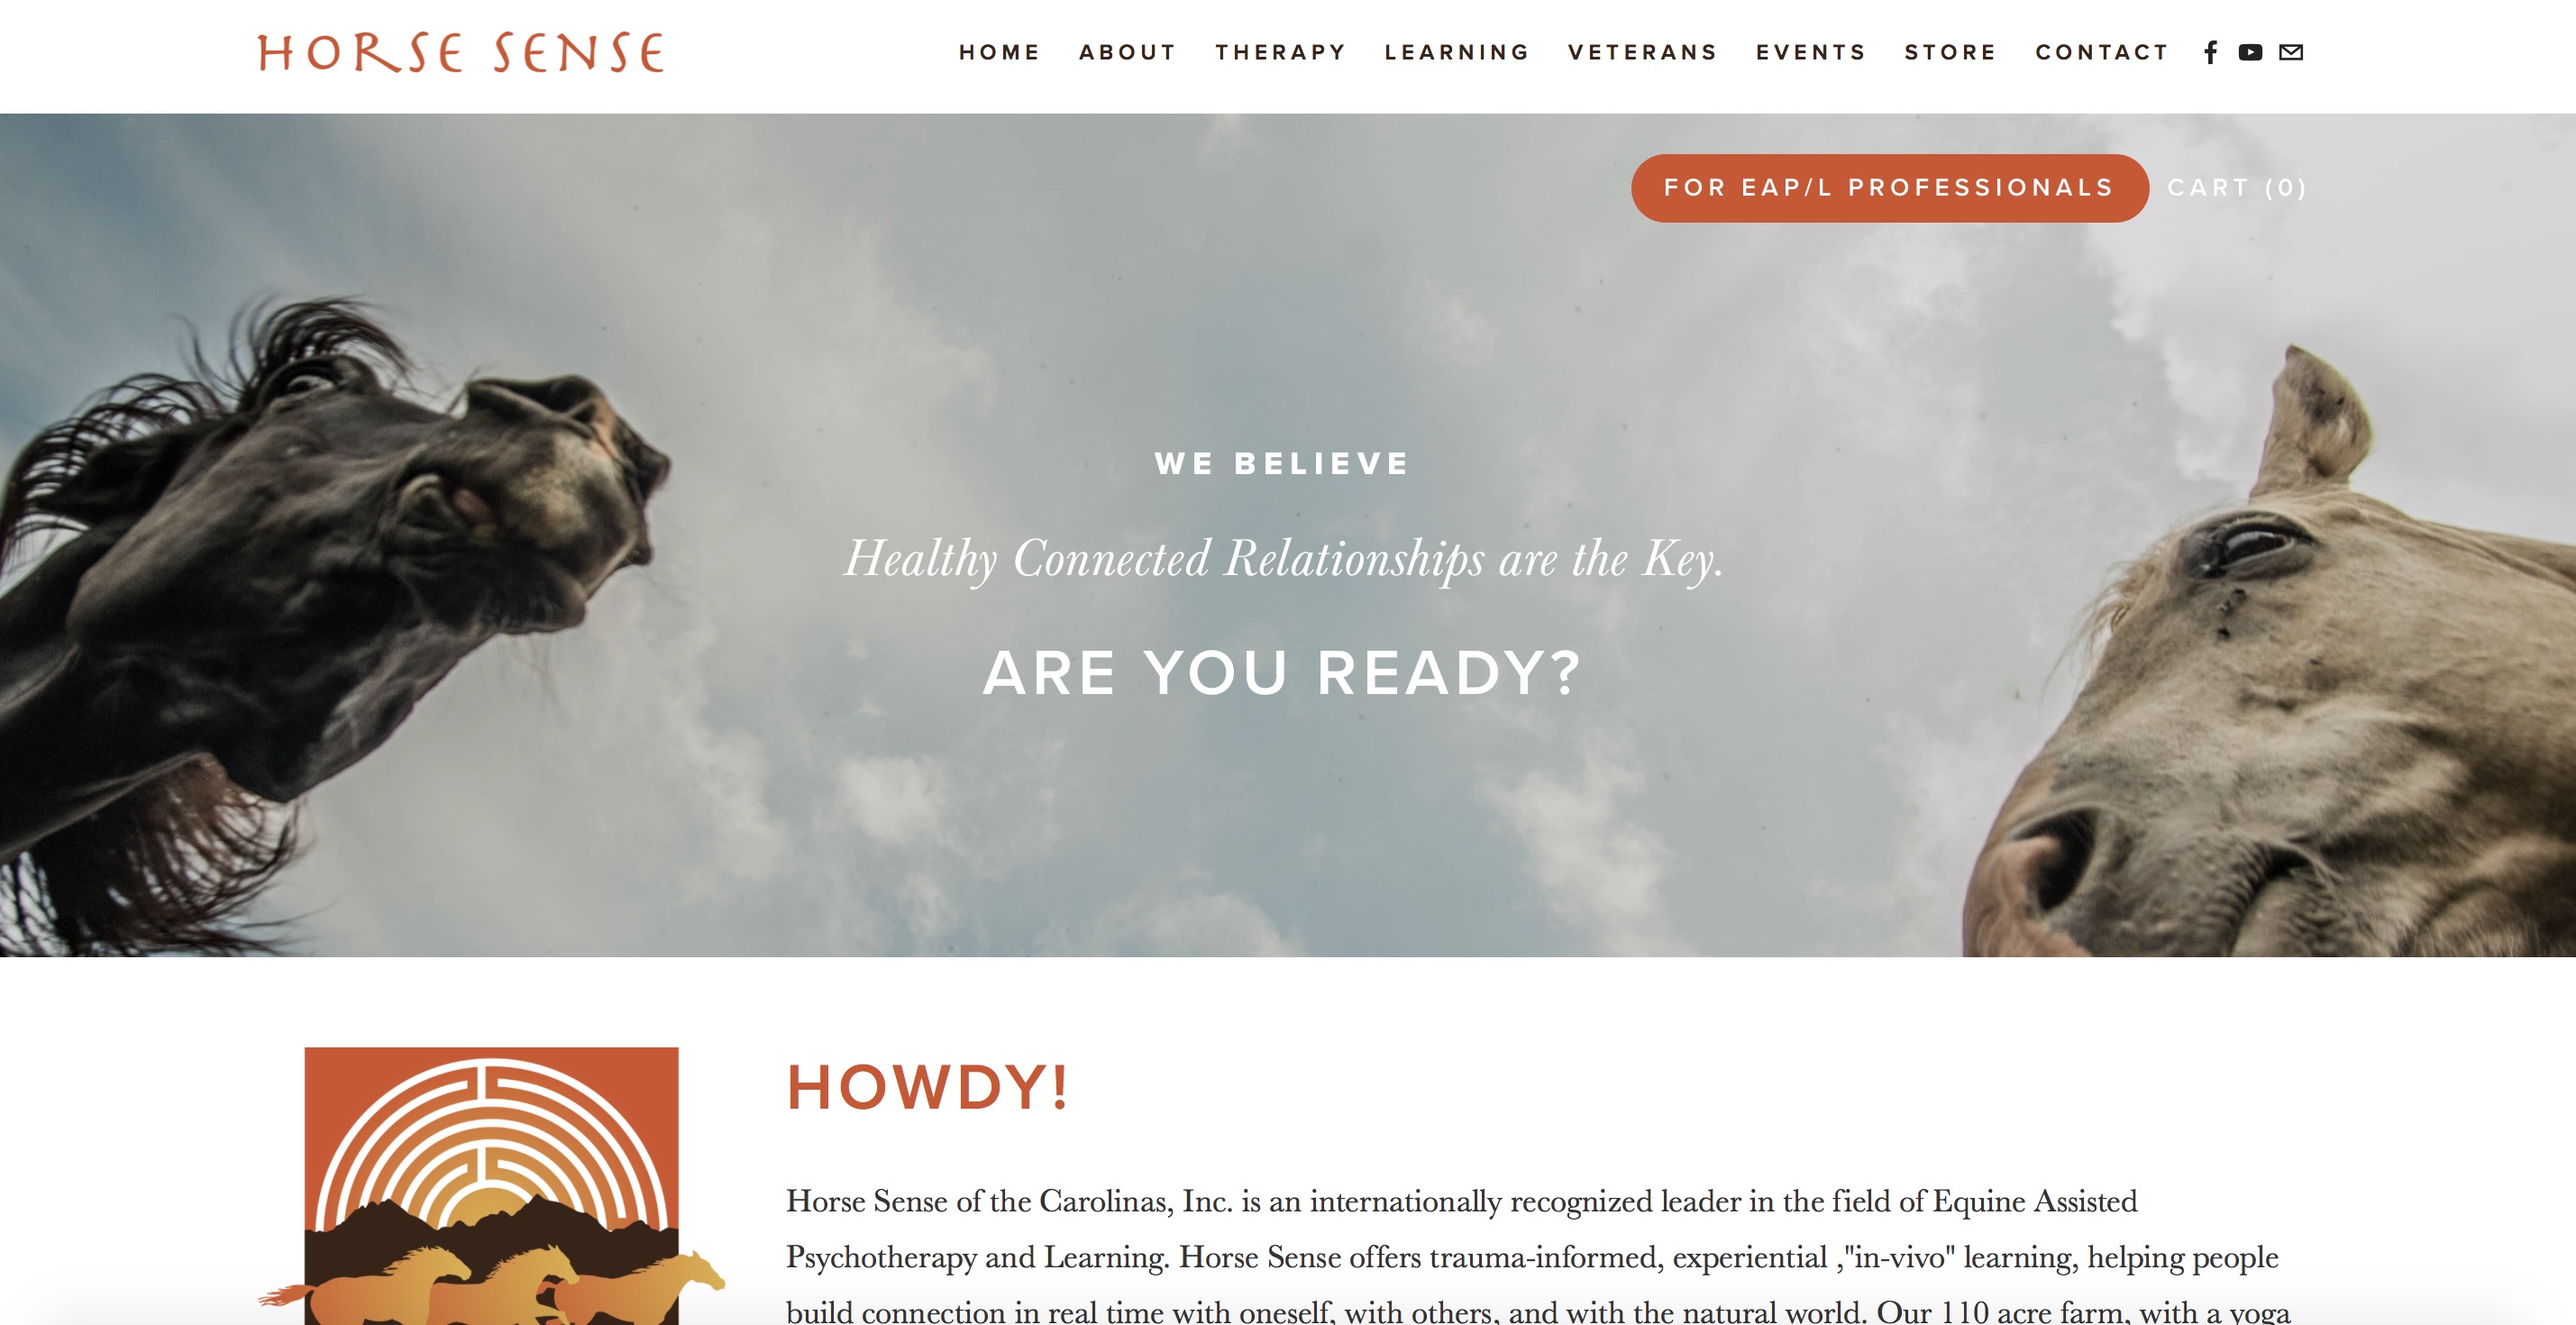 HORSE SENSE
HOME ABOUT THERAPY LEARNING VETERANS EVENTS STORE CONTACT
FOR EAP/L PROFESSIONALS CART (0)
WE BELIEVE
Healthy Connected Relationships are the Key.
ARE YOU READY?
HOWDY!
Horse Sense of the Carolinas, Inc. is an internationally recognized leader in the field of Equine Assisted
Psychotherapy and Learning. Horse Sense offers trauma-informed, experiential ,"in-vivo" learning, helping people
build connection in real time with oneself, with others, and with the natural world. Our 110 acre farm, with a yoga